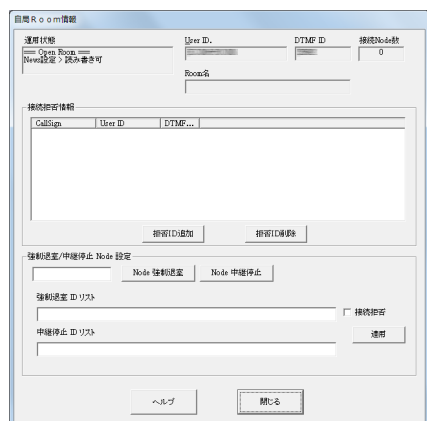 自局Ｒｏｏｍ情報
運用状態
User ID.
DTMF ID
接続Node数
== Open Room ==
News設定 > 読み書き可
0
Room名
接続拒否情報
CallSign
User ID
DTMF...
拒否ID追加
拒否ID削除
強制退室/中継停止 Node 設定
Node 強制退室
Node 中継停止
強制退室 ID リスト
接続拒否
中継停止 ID リスト
適用
ヘルプ
閉じる